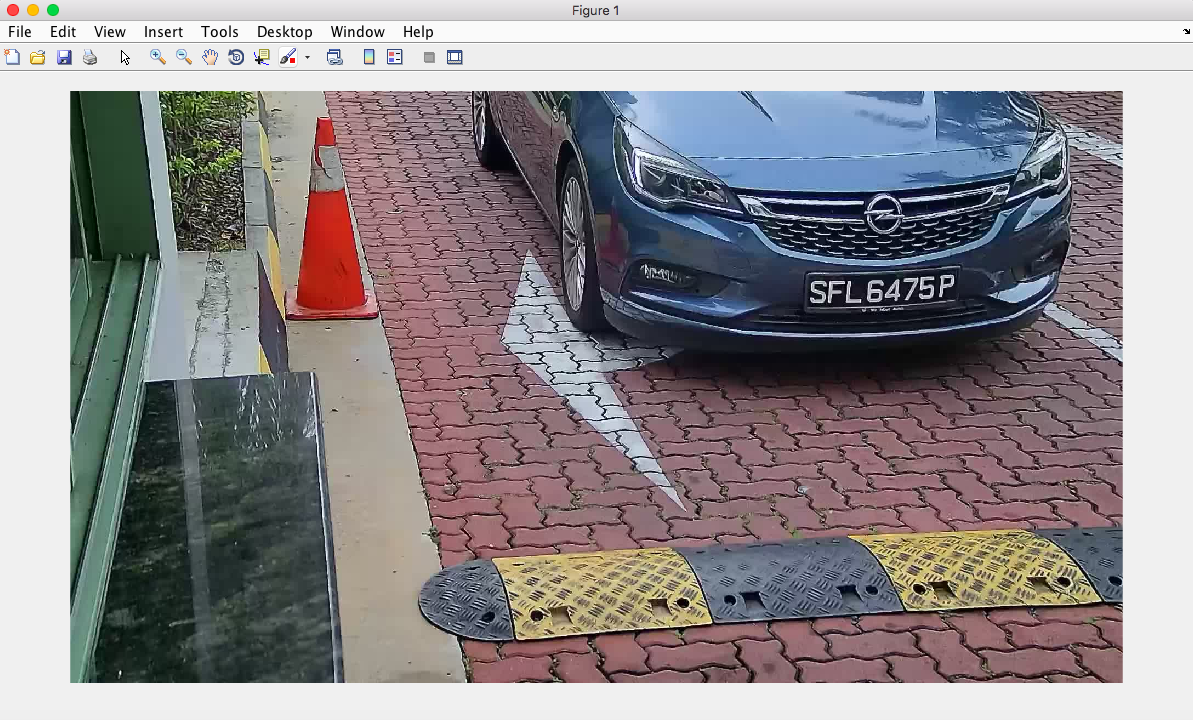 Figure 1
File Edit View Insert Tools Desktop Window Help
SFL6475P